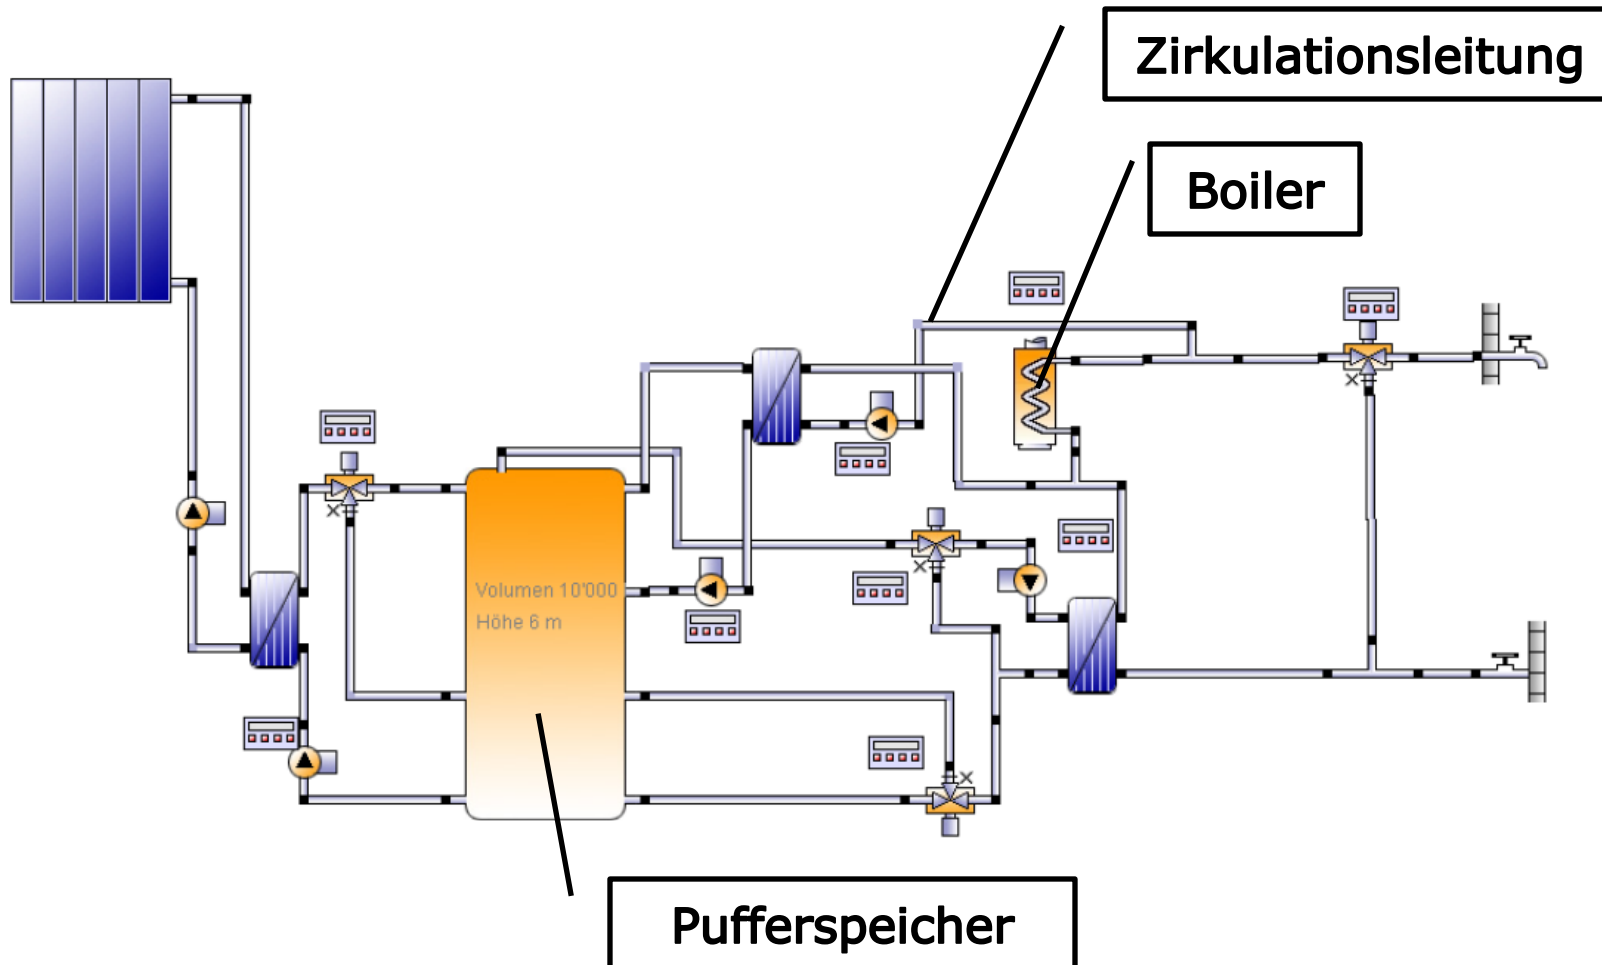 Zirkulationsleitung
Boiler
Volumen 10'000
Höhe 6 m
Pufferspeicher